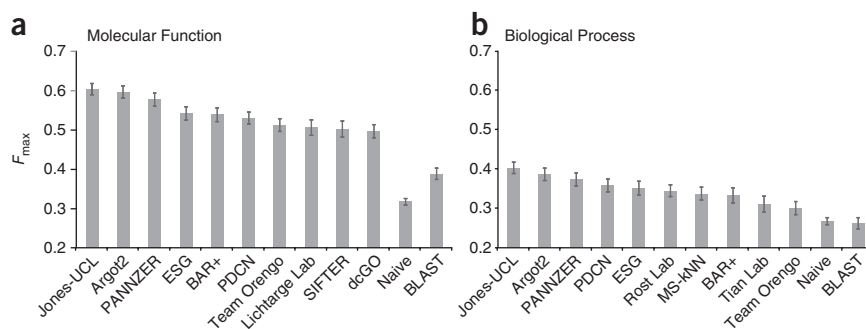 a
Molecular Function
0.7
0.6
0.5
0.4
0.3
0.2
Fmax
Jones-UCL
Argot2
PANNZER
ESG
BAR+
PDCN
Team Orengo
Lichtarge Lab
SIFTER
dcGO
Naive
BLAST
b
Biological Process
0.7
0.6
0.5
0.4
0.3
0.2
Jones-UCL
Argot2
PANNZER
PDCN
ESG
Rost Lab
MS-kNN
BAR+
Tian Lab
Team Orengo
Naive
BLAST